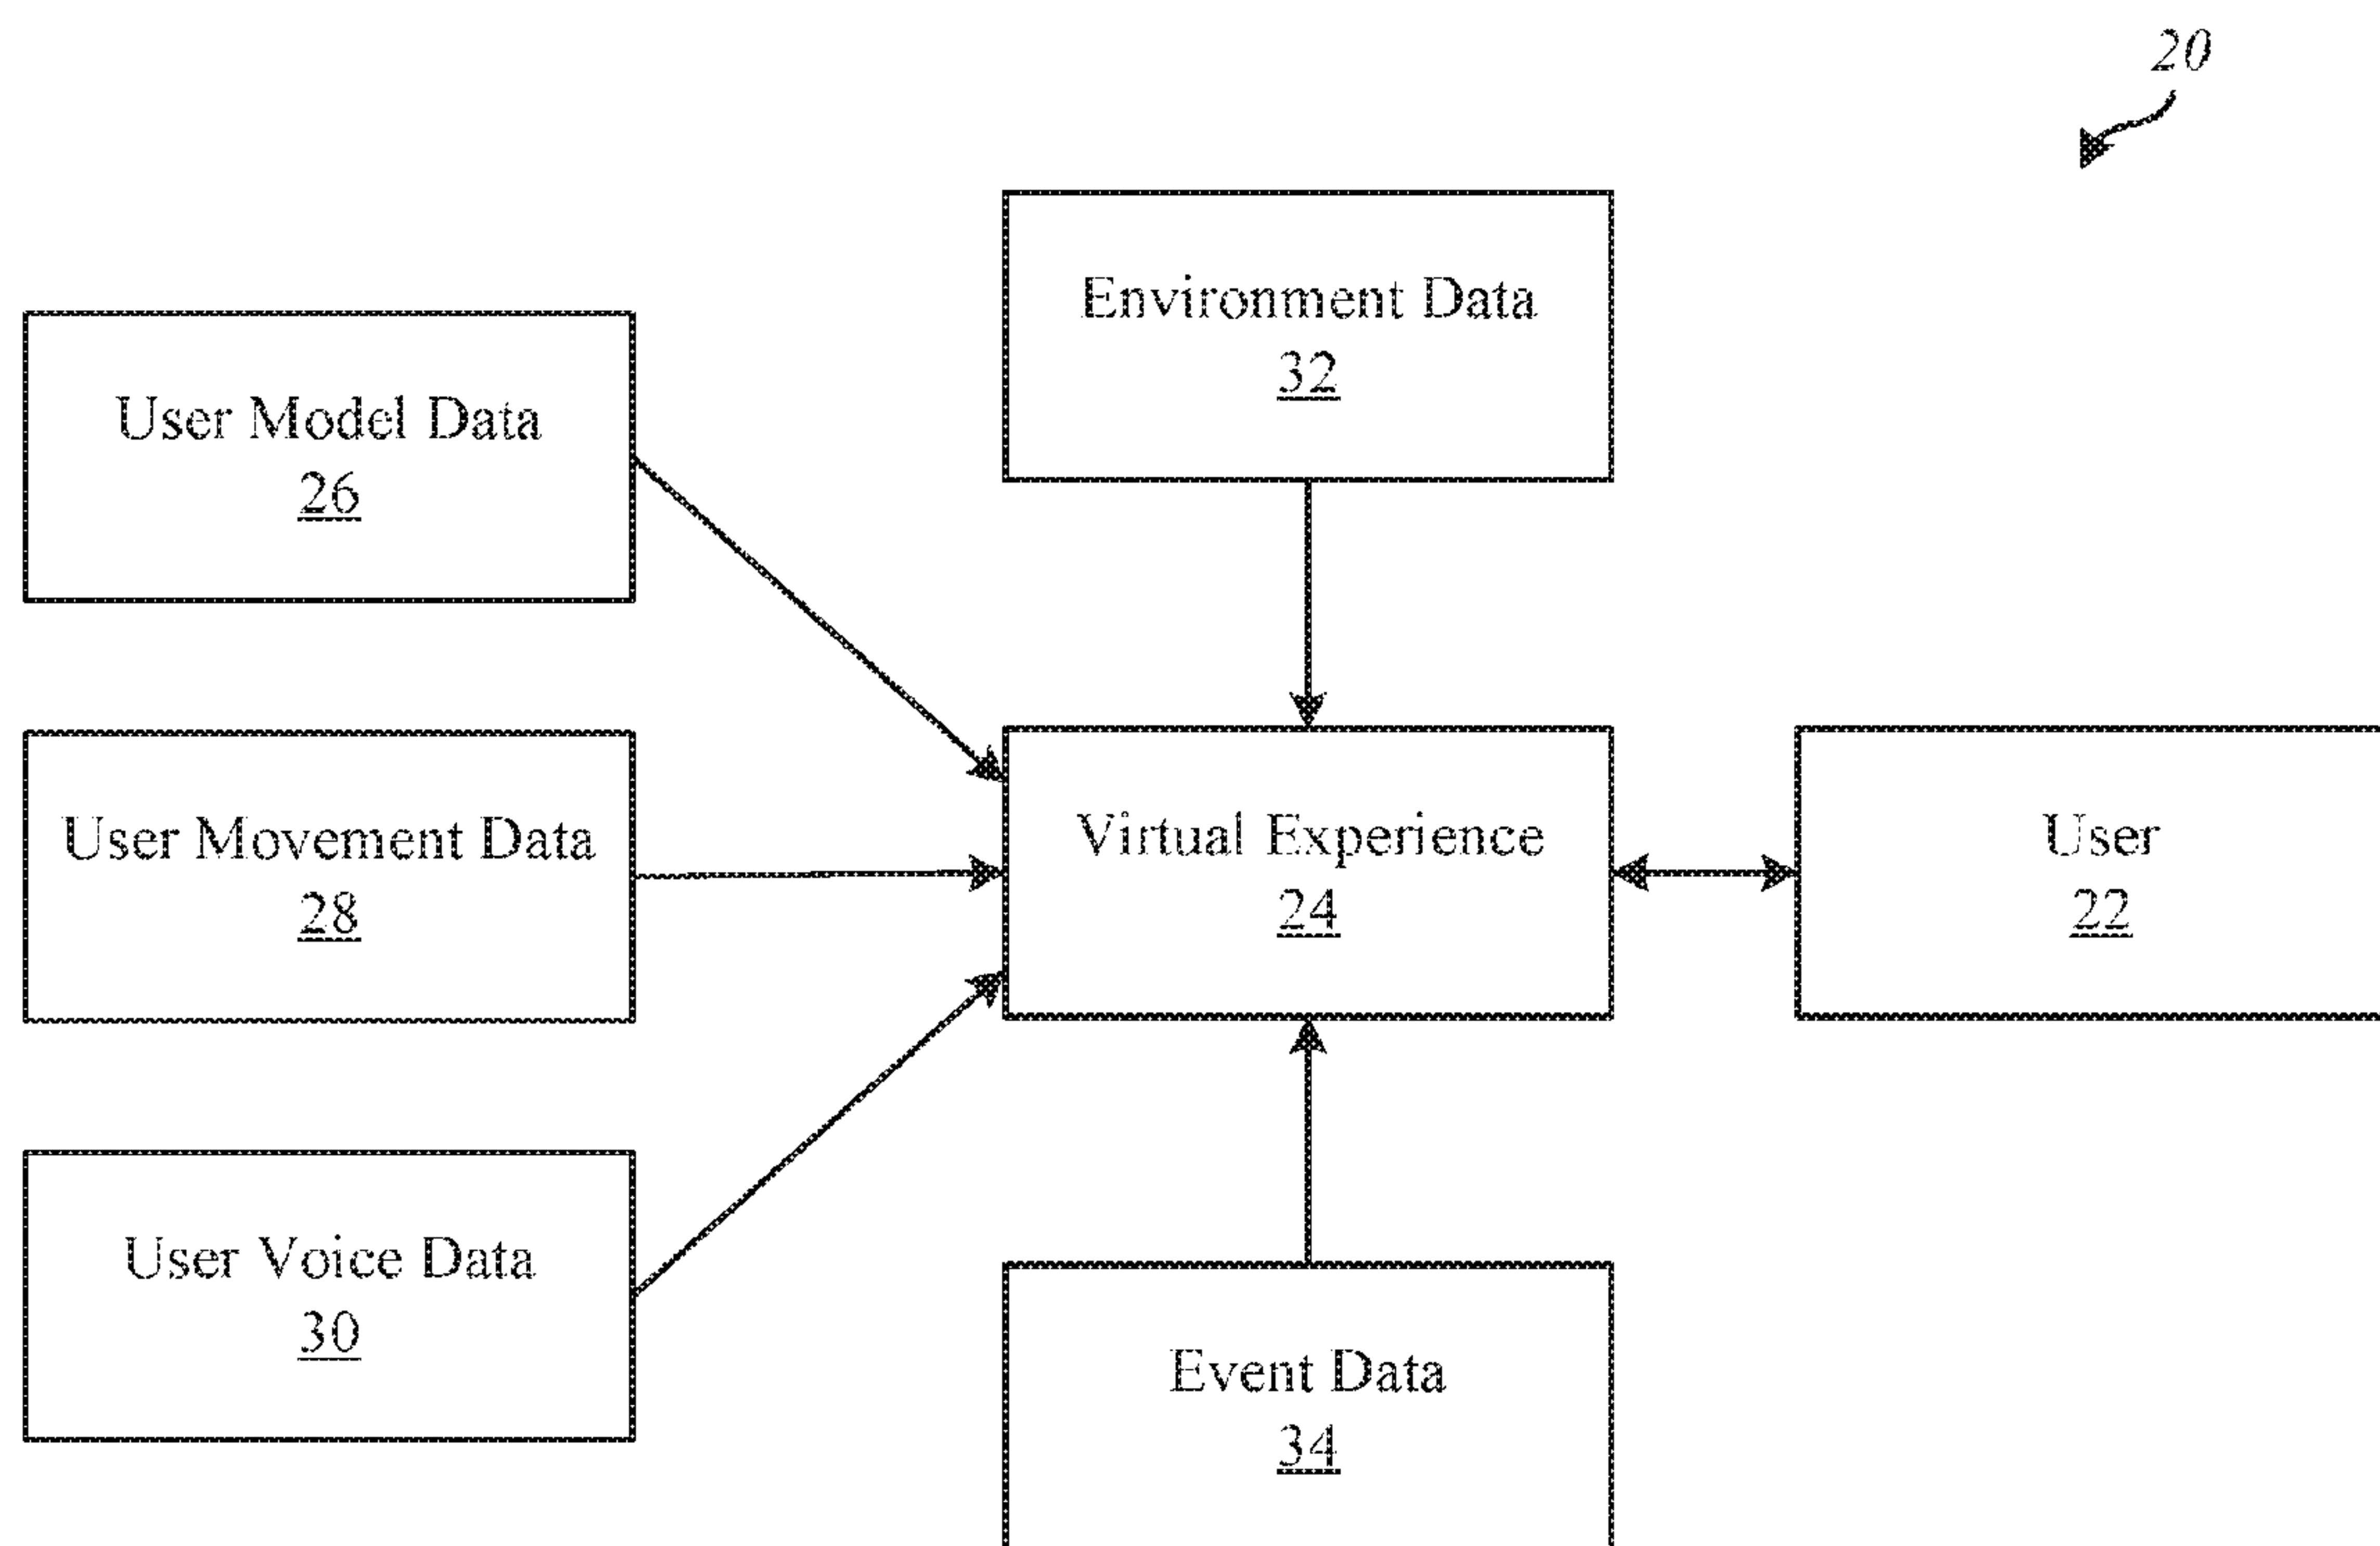 20
Environment Data
32
User Model Data
26
User Movement Data
28
Virtual Experience
24
User
22
User Voice Data
30
Event Data
34